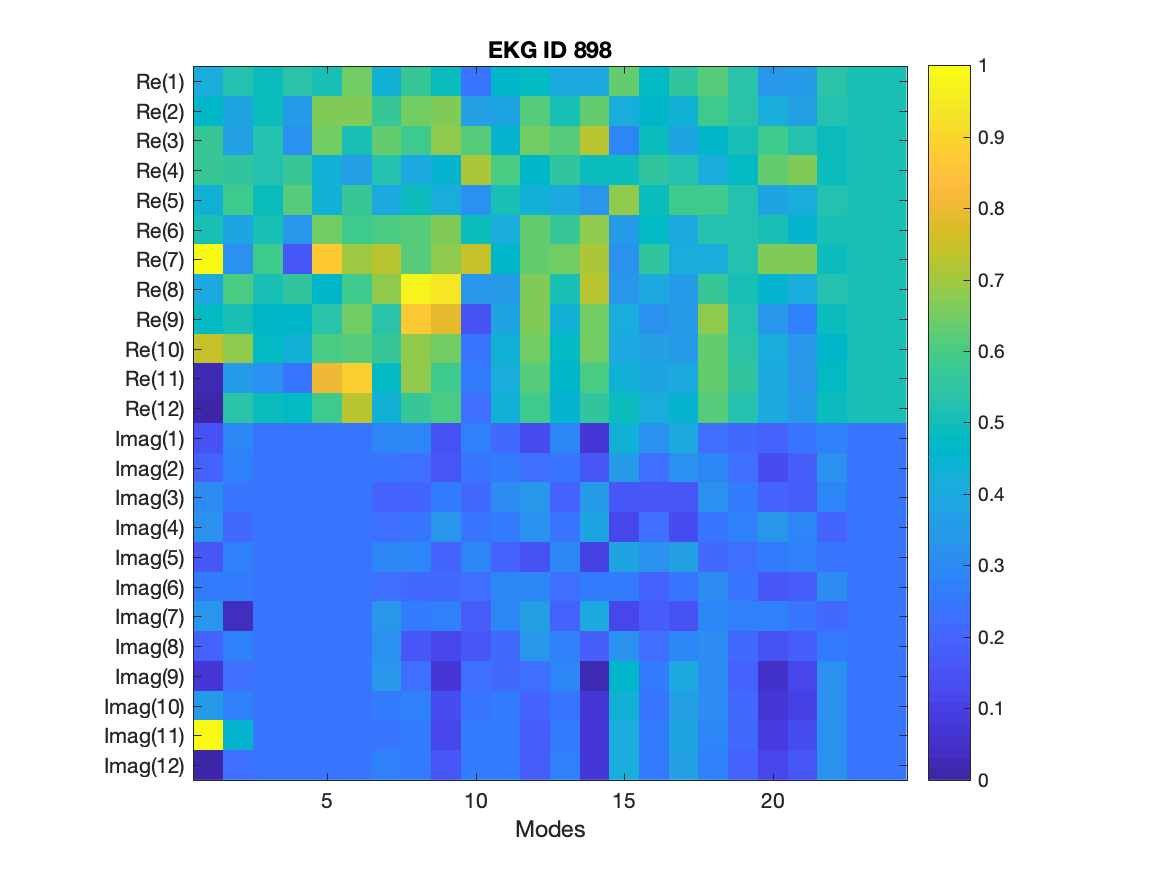 EKG ID 898
Re(1)
Re(2)
Re(3)
Re(4)
Re(5)
Re(6)
Re(7)
Re(8)
Re(9)
Re(10)
Re(11)
Re(12)
Imag(1)
Imag(2)
Imag(3)
Imag(4)
Imag(5)
Imag(6)
Imag(7)
Imag(8)
Imag(9)
Imag(10)
Imag(11)
Imag(12)
5 10 15 20
Modes
1
0.9
0.8
0.7
0.6
0.5
0.4
0.3
0.2
0.1
0